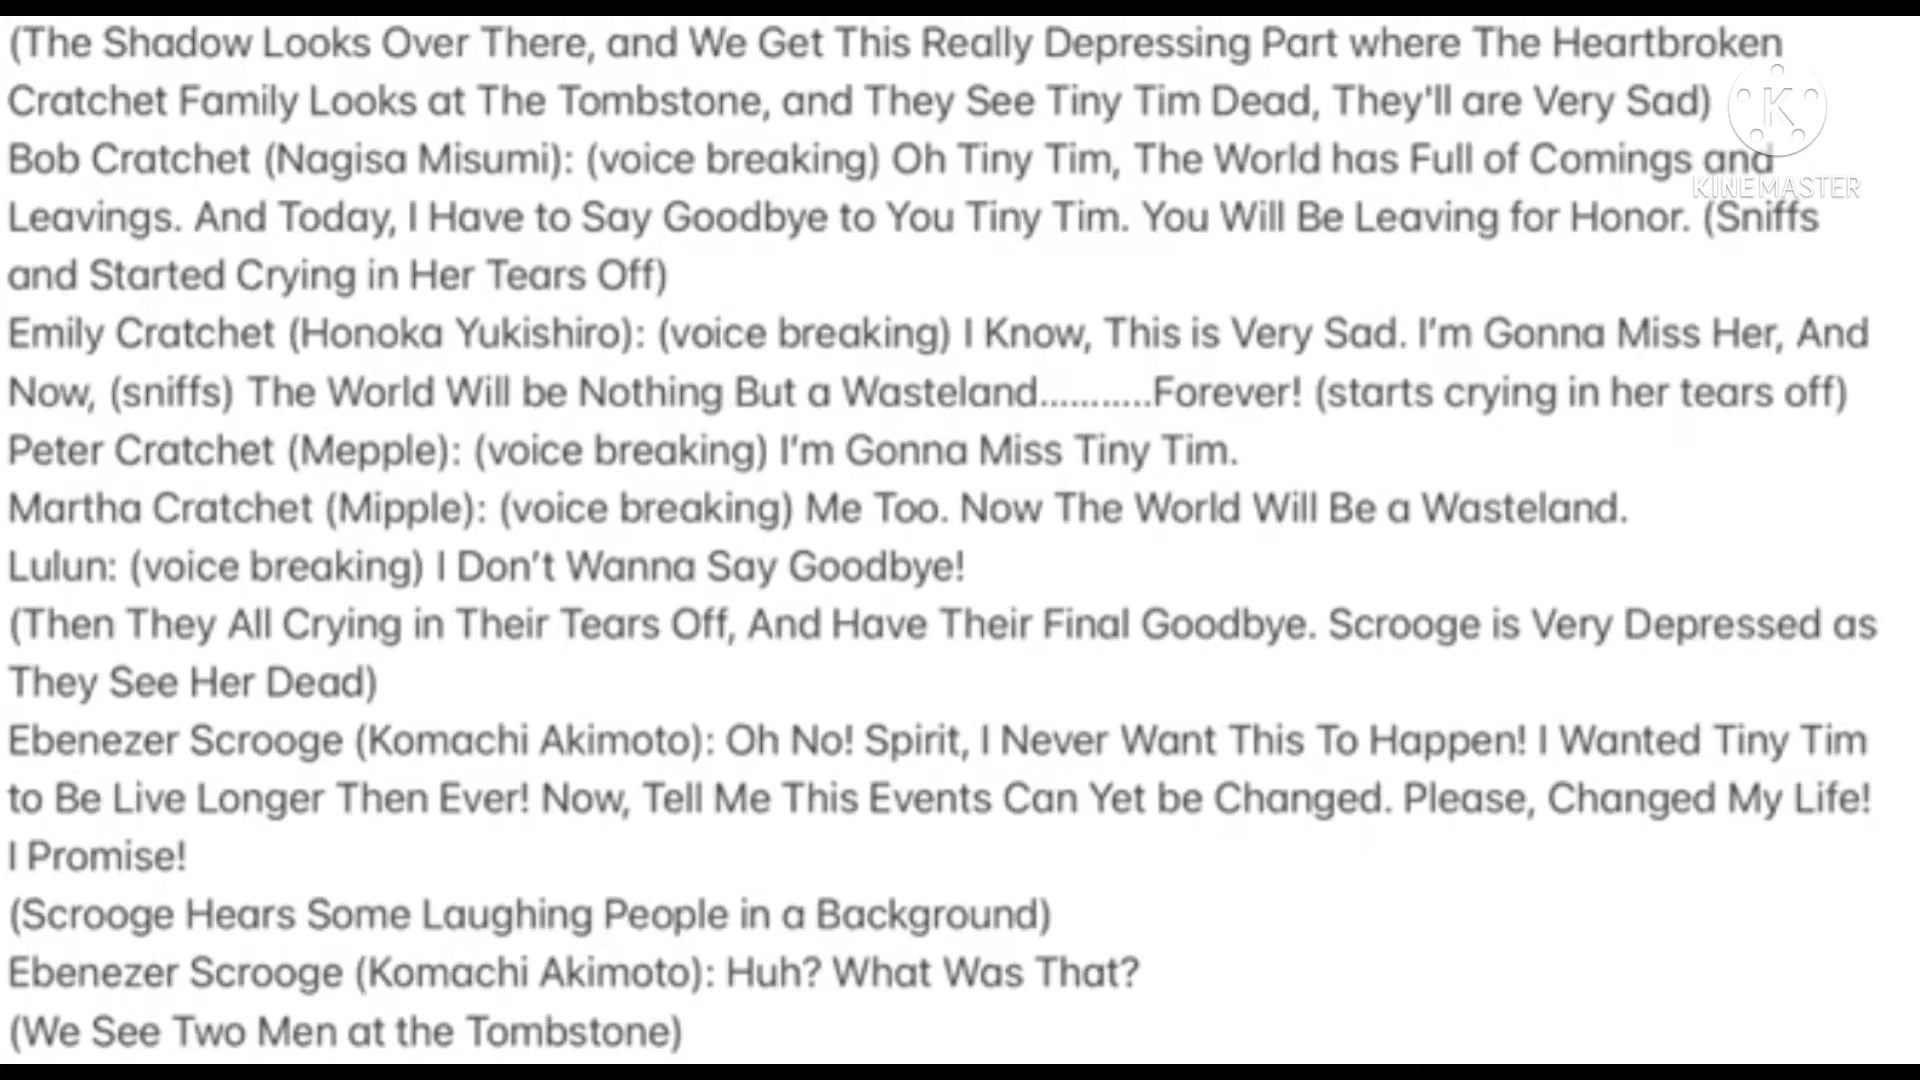 (The Shadow Looks Over There, and We Get This Really Depressing Part where The Heartbroken
Cratchet Family Looks at The Tombstone, and They See Tiny Tim Dead, They'll are Very Sad)
Bob Cratchet (Nagisa Misumi): (voice breaking) Oh Tiny Tim, The World has Full of Comings and
Leavings. And Today, I Have to Say Goodbye to You Tiny Tim. You Will Be Leaving for Honor. (Sniffs
and Started Crying in Her Tears Off)
Emily Cratchet (Honoka Yukishiro): (voice breaking) I Know, This is Very Sad. I'm Gonna Miss Her, And
Now, (sniffs) The World Will be Nothing But a Wasteland...........Forever! (starts crying in her tears off)
Peter Cratchet (Mepple): (voice breaking) I'm Gonna Miss Tiny Tim.
Martha Cratchet (Mipple): (voice breaking) Me Too. Now The World Will Be a Wasteland.
Lulun: (voice breaking) I Don't Wanna Say Goodbye!
(Then They All Crying in Their Tears Off, And Have Their Final Goodbye. Scrooge is Very Depressed as
They See Her Dead)
Ebenezer Scrooge (Komachi Akimoto): Oh No! Spirit, I Never Want This To Happen! I Wanted Tiny Tim
to Be Live Longer Then Ever! Now, Tell Me This Events Can Yet be Changed. Please, Changed My Life!
I Promise!
(Scrooge Hears Some Laughing People in a Background)
Ebenezer Scrooge (Komachi Akimoto): Huh? What Was That?
(We See Two Men at the Tombstone)
K
KINEMASTER